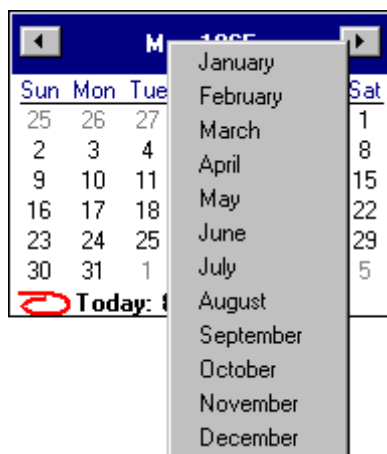 Sun Mon Tue Sat
25 26 27 1
2 3 4 8
9 10 11 15
16 17 18 22
23 24 25 29
30 31 1 5
Today:
January
February
March
April
May
June
July
August
September
October
November
December